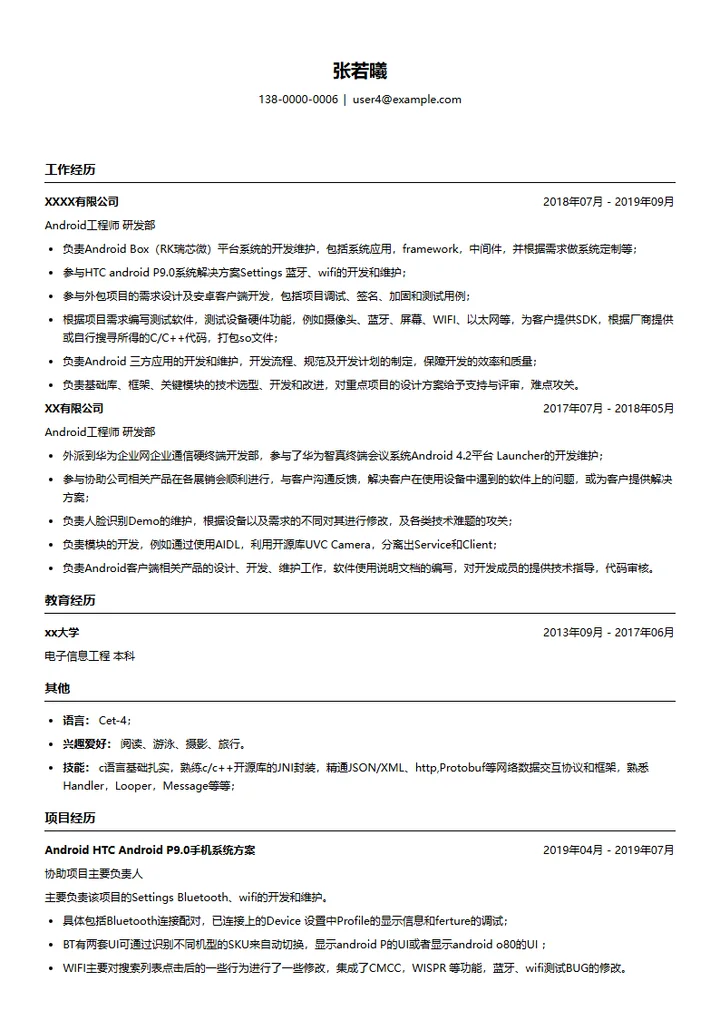 张若曦
138-0000-0006 | user4@example.com
工作经历
XXXX有限公司 2018年07月 - 2019年09月
Android工程师 研发部
• 负责Android Box（RK瑞芯微）平台系统的开发维护，包括系统应用，framework，中间件，并根据需求做系统定制等；
• 参与HTC android P9.0系统解决方案Settings 蓝牙、wifi的开发和维护；
• 参与外包项目的需求设计及安卓客户端开发，包括项目调试、签名、加固和测试用例；
• 根据项目需求编写测试软件，测试设备硬件功能，例如摄像头、蓝牙、屏幕、WIFI、以太网等，为客户提供SDK，根据厂商提供
或自行搜寻所得的C/C++代码，打包so文件；
• 负责Android 三方应用的开发和维护，开发流程、规范及开发计划的制定，保障开发的效率和质量；
• 负责基础库、框架、关键模块的技术选型、开发和改进，对重点项目的设计方案给予支持与评审，难点攻关。
XX有限公司 2017年07月 - 2018年05月
Android工程师 研发部
• 外派到华为企业网企业通信硬终端开发部，参与了华为智真终端会议系统Android 4.2平台 Launcher的开发维护；
• 参与协助公司相关产品在各展销会顺利进行，与客户沟通反馈，解决客户在使用设备中遇到的软件上的问题，或为客户提供解决
方案；
• 负责人脸识别Demo的维护，根据设备以及需求的不同对其进行修改，及各类技术难题的攻关；
• 负责模块的开发，例如通过使用AIDL，利用开源库UVC Camera，分离出Service和Client；
• 负责Android客户端相关产品的设计、开发、维护工作，软件使用说明文档的编写，对开发成员的提供技术指导，代码审核。
教育经历
xx大学 2013年09月 - 2017年06月
电子信息工程 本科
其他
• 语言： Cet-4；
• 兴趣爱好： 阅读、游泳、摄影、旅行。
• 技能： c语言基础扎实，熟练c/c++开源库的JNI封装，精通JSON/XML、http,Protobuf等网络数据交互协议和框架，熟悉
Handler，Looper，Message等等；
项目经历
Android HTC Android P9.0手机系统方案 2019年04月 - 2019年07月
协助项目主要负责人
主要负责该项目的Settings Bluetooth、wifi的开发和维护。
• 具体包括Bluetooth连接配对，已连接上的Device 设置中Profile的显示信息和ferture的调试；
• BT有两套UI可通过识别不同机型的SKU来自动切换，显示android P的UI或者显示android o80的UI ；
• WIFI主要对搜索列表点击后的一些行为进行了一些修改，集成了CMCC，WISPR 等功能，蓝牙、wifi测试BUG的修改。